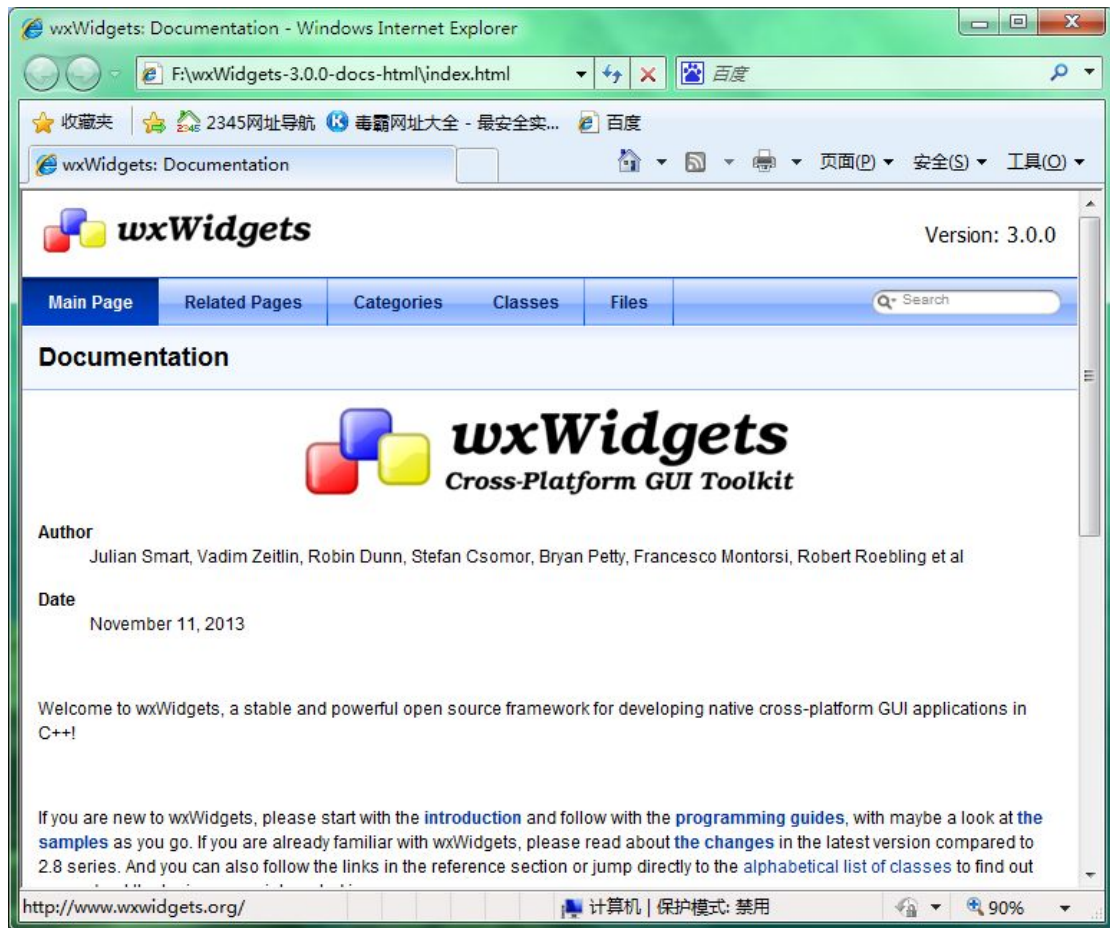 wxWidgets: Documentation - Windows Internet Explorer
F:\wxWidgets-3.0.0-docs-html\index.html 百度
收藏夹 2345网址导航 毒霸网址大全 - 最安全实... 百度
wxWidgets: Documentation 页面(P) 安全(S) 工具(O)
wxWidgets Version: 3.0.0
Main Page Related Pages Categories Classes Files Search
Documentation
wxWidgets
Cross-Platform GUI Toolkit
Author
Julian Smart, Vadim Zeitlin, Robin Dunn, Stefan Csomor, Bryan Petty, Francesco Montorsi, Robert Roebling et al
Date
November 11, 2013
Welcome to wxWidgets, a stable and powerful open source framework for developing native cross-platform GUI applications in
C++!
If you are new to wxWidgets, please start with the introduction and follow with the programming guides, with maybe a look at the
samples as you go. If you are already familiar with wxWidgets, please read about the changes in the latest version compared to
2.8 series. And you can also follow the links in the reference section or jump directly to the alphabetical list of classes to find out
http://www.wxwidgets.org/ 计算机 | 保护模式: 禁用 90%